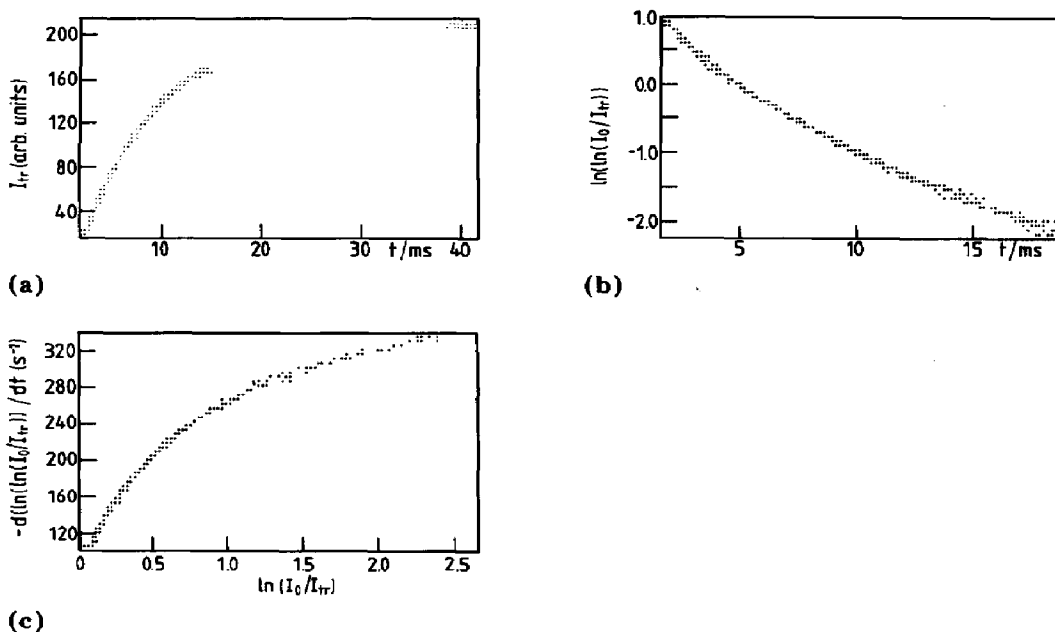 200
160
120
80
40
I_tr (arb. units)
10 20 30 t/ms 40
(a)
1.0
0.0
-1.0
-2.0
ln(ln(I_0/I_tr))
5 10 15 t/ms
(b)
320
280
240
200
160
120
-d(ln(ln(I_0/I_tr)) / dt (s⁻¹)
0 0.5 1.0 1.5 2.0 2.5
ln (I_0/I_tr)
(c)